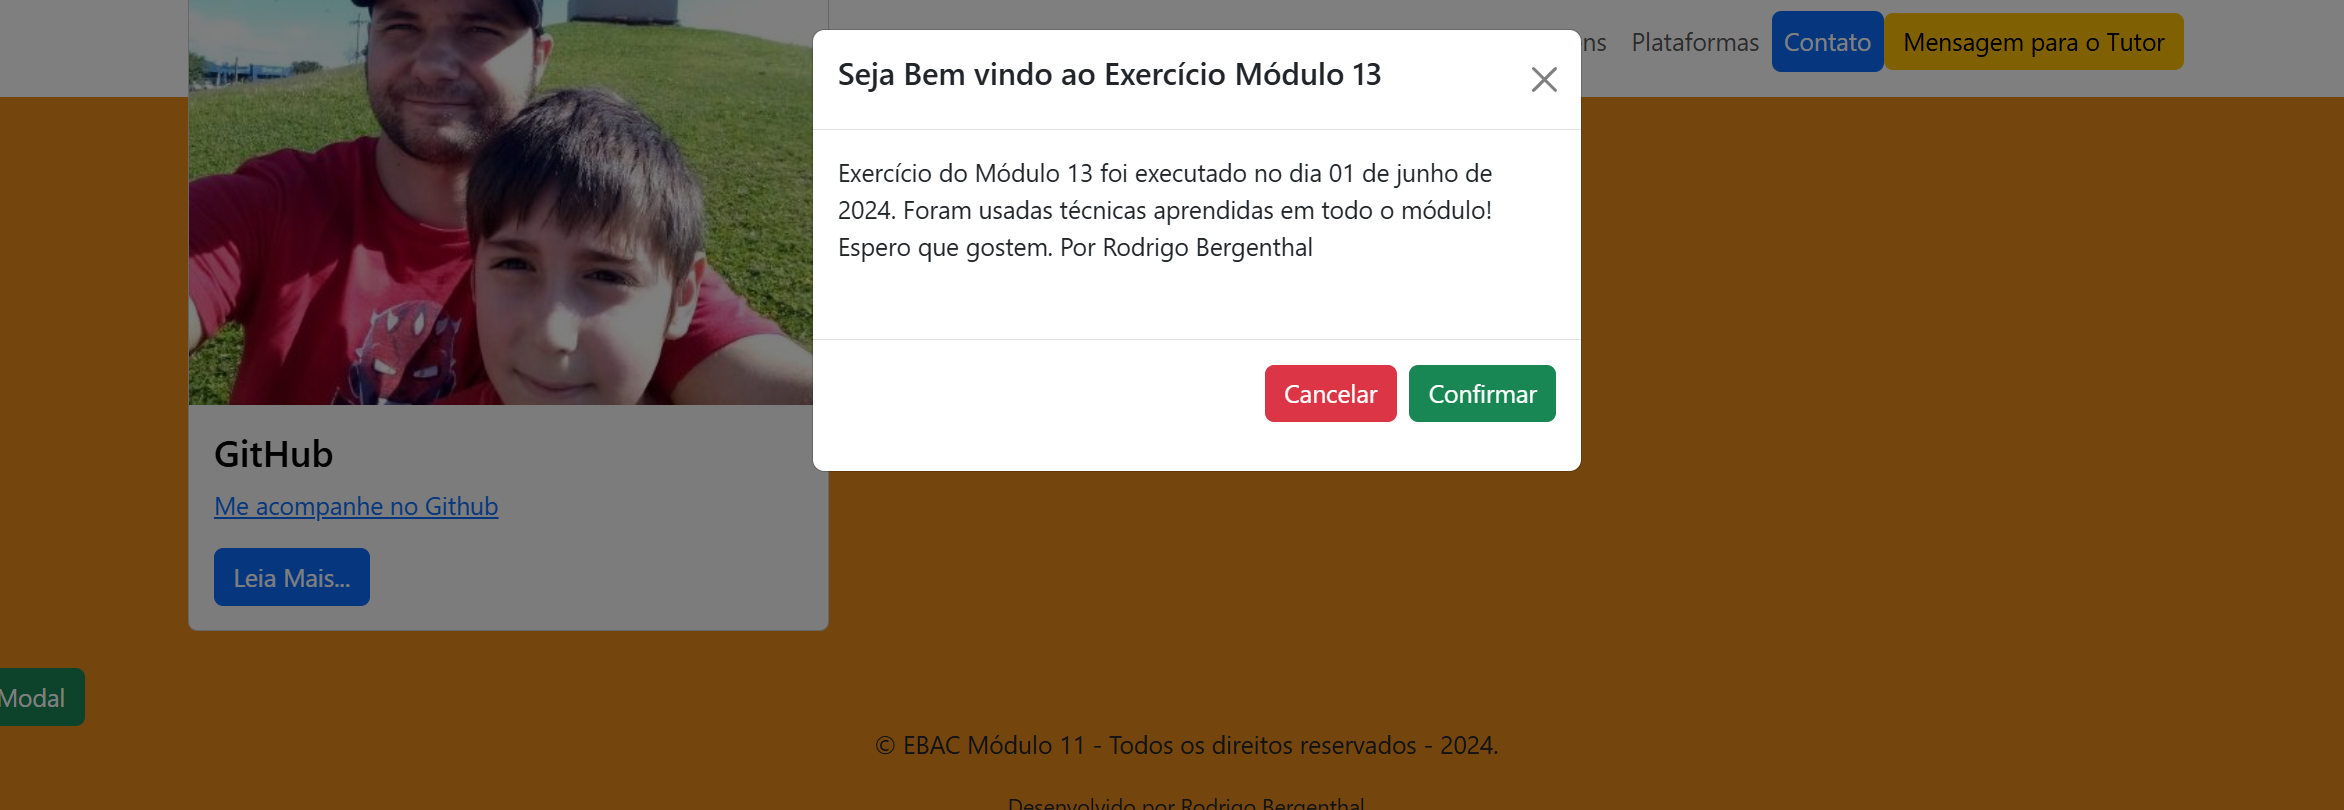 ns Plataformas Contato Mensagem para o Tutor
Seja Bem vindo ao Exercício Módulo 13
Exercício do Módulo 13 foi executado no dia 01 de junho de
2024. Foram usadas técnicas aprendidas em todo o módulo!
Espero que gostem. Por Rodrigo Bergenthal
Cancelar Confirmar
GitHub
Me acompanhe no Github
Leia Mais...
Modal
© EBAC Módulo 11 - Todos os direitos reservados - 2024.
Desenvolvido por Rodrigo Bergenthal